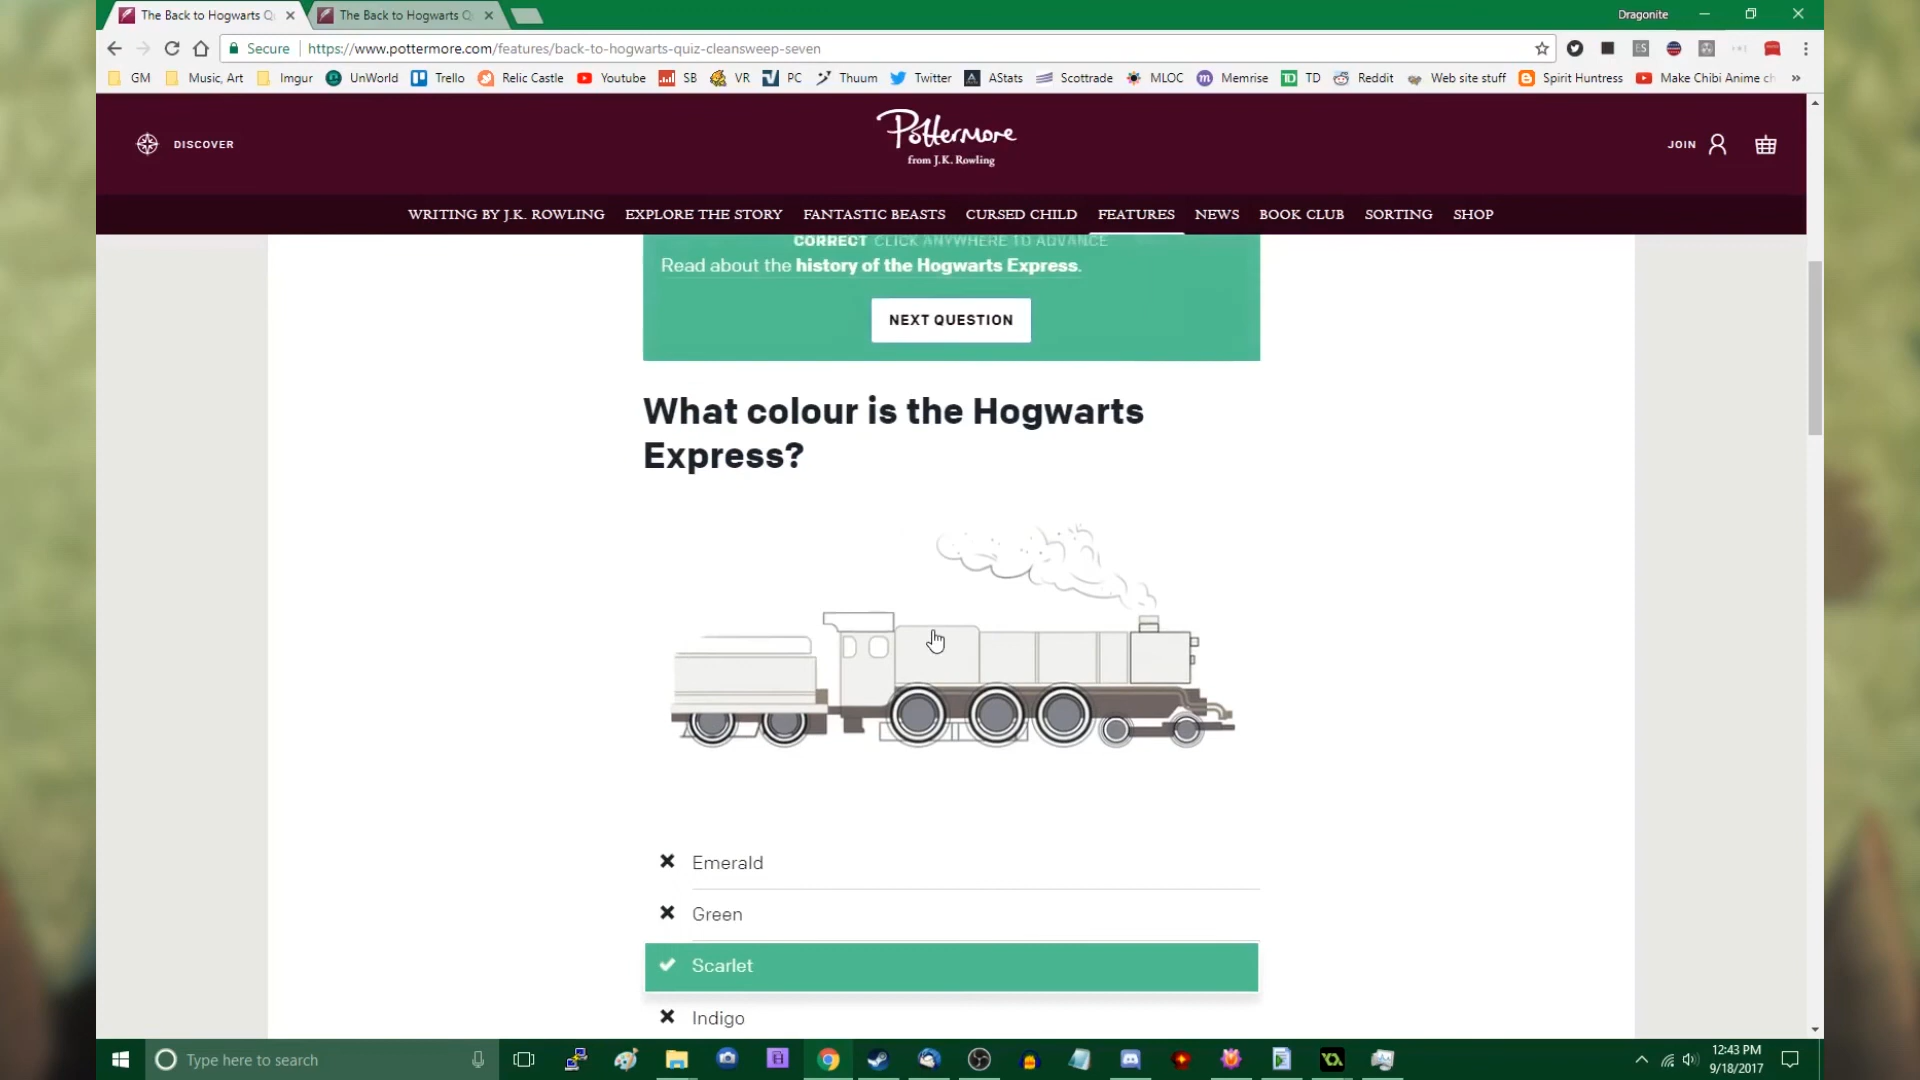 The Back to Hogwarts Q
The Back to Hogwarts Q
Dragonite
Secure
https://www.pottermore.com/features/back-to-hogwarts-quiz-cleansweep-seven
GM
Music, Art
Imgur
UnWorld
Trello
Relic Castle
Youtube
SB
VR
PC
Thuum
Twitter
AStats
Scottrade
MLOC
Memrise
TD
Reddit
Web site stuff
Spirit Huntress
Make Chibi Anime ch
DISCOVER
Pottermore
from J.K. Rowling
JOIN
WRITING BY J.K. ROWLING
EXPLORE THE STORY
FANTASTIC BEASTS
CURSED CHILD
FEATURES
NEWS
BOOK CLUB
SORTING
SHOP
CORRECT CLICK ANYWHERE TO ADVANCE
Read about the history of the Hogwarts Express.
NEXT QUESTION
What colour is the Hogwarts
Express?
Emerald
Green
Scarlet
Indigo
Type here to search
12:43 PM
9/18/2017